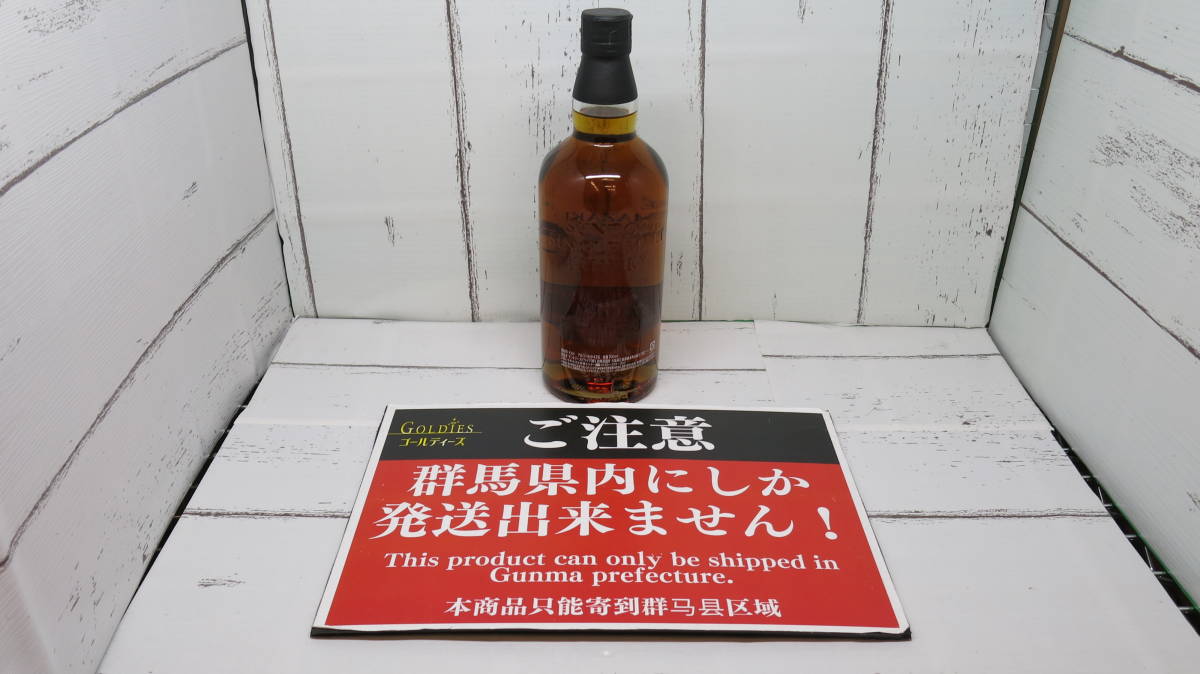 GOLDIES
ゴールディーズ
ご注意
群馬県内にしか
発送出来ません！
This product can only be shipped in
Gunma prefecture.
本商品只能寄到群马县区域